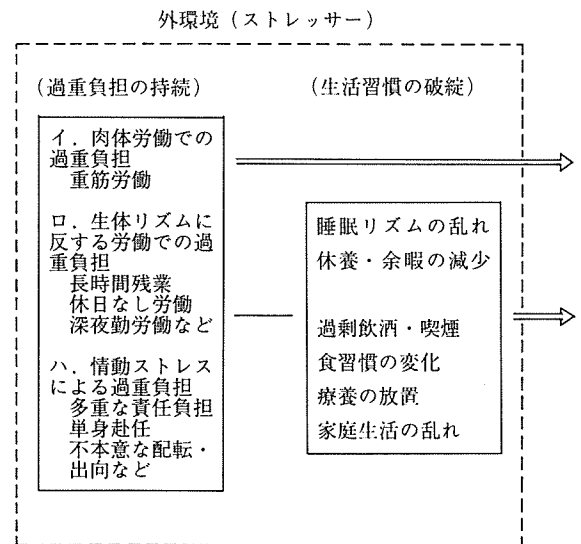 外環境（ストレッサー）
（過重負担の持続）
イ．肉体労働での
過重負担
重筋労働
ロ．生体リズムに
反する労働での過
重負担
長時間残業
休日なし労働
深夜勤労働など
ハ．情動ストレス
による過重負担
多重な責任負担
単身赴任
不本意な配転・
出向など
（生活習慣の破綻）
睡眠リズムの乱れ
休養・余暇の減少
過剰飲酒・喫煙
食習慣の変化
療養の放置
家庭生活の乱れ